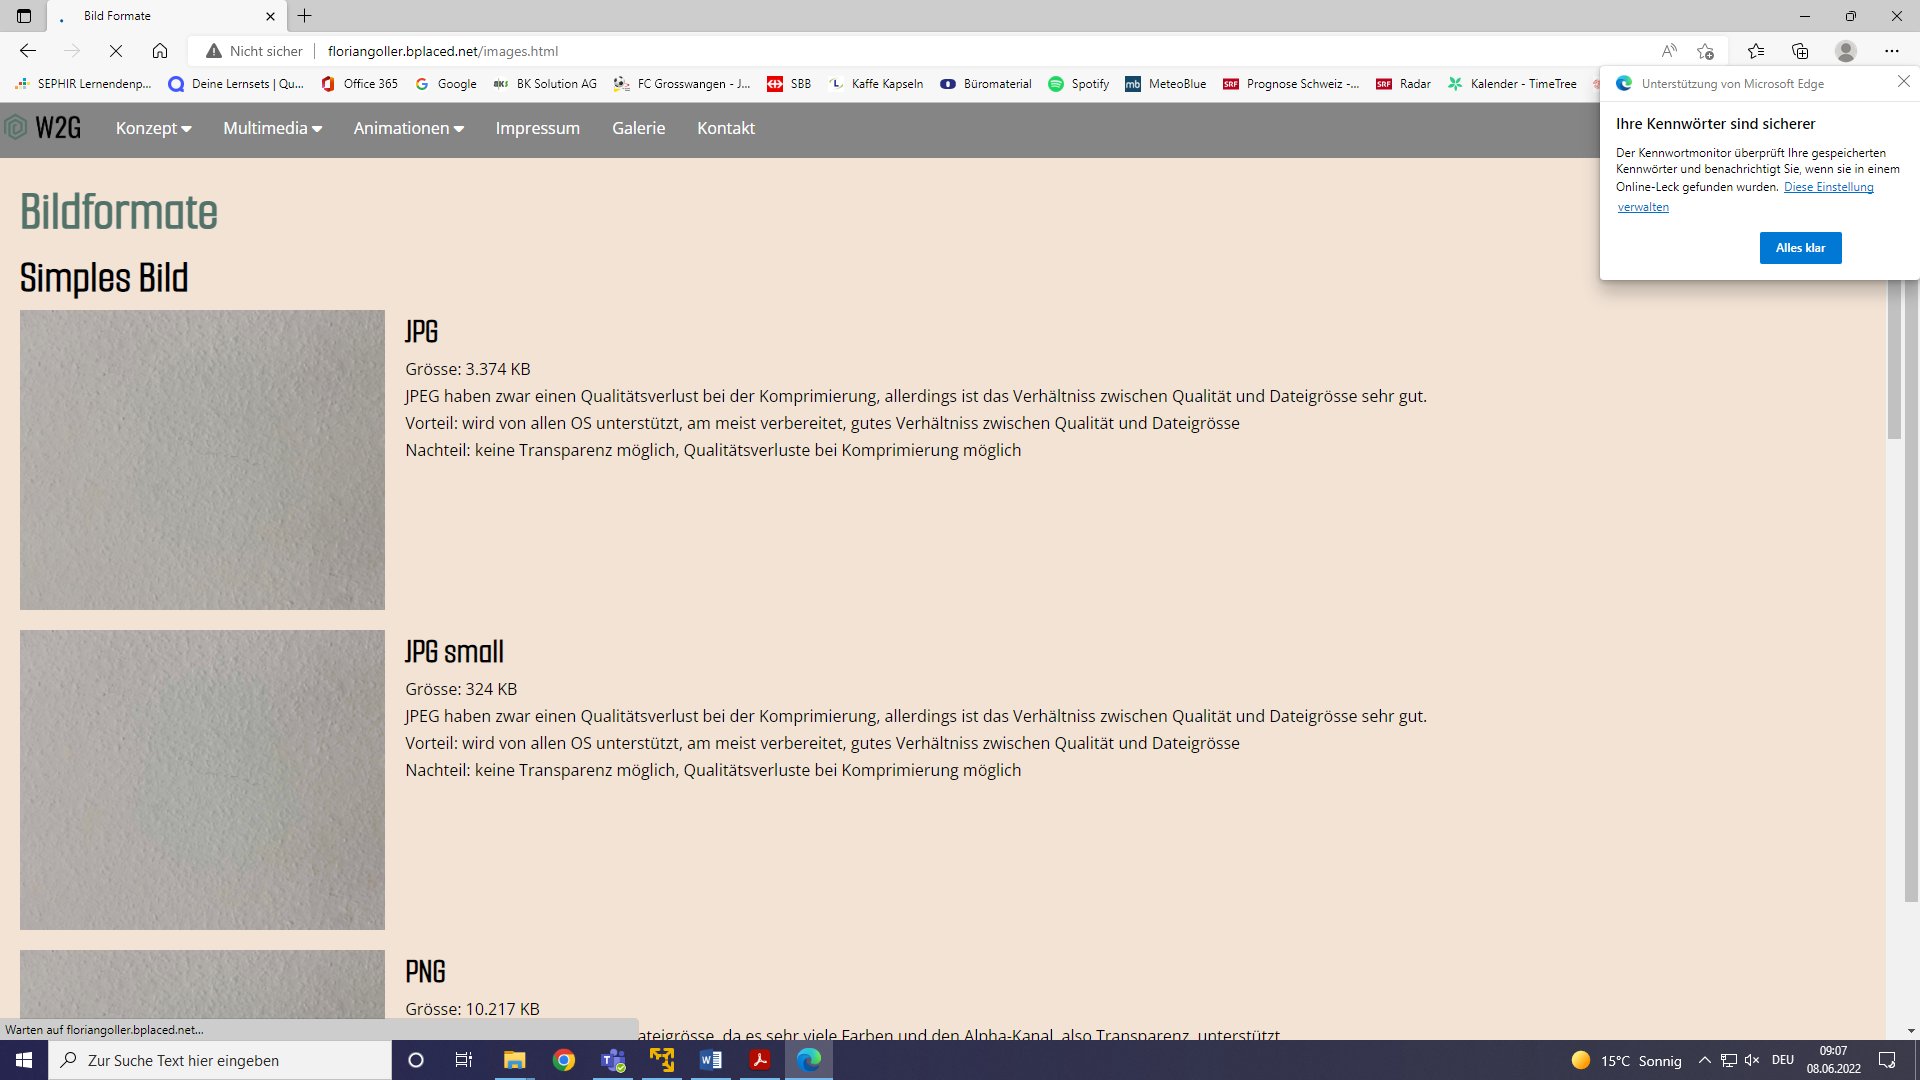 Bild Formate
Nicht sicher
floriangoller.bplaced.net/images.html
SEPHIR Lernendenp...
Deine Lernsets | Qu...
Office 365
Google
BK Solution AG
FC Grosswangen - J...
SBB
Kaffe Kapseln
Büromaterial
Spotify
MeteoBlue
Prognose Schweiz -...
Radar
Kalender - TimeTree
Unterstützung von Microsoft Edge
Ihre Kennwörter sind sicherer
Der Kennwortmonitor überprüft Ihre gespeicherten
Kennwörter und benachrichtigt Sie, wenn sie in einem
Online-Leck gefunden wurden. Diese Einstellung
verwalten
Alles klar
W2G
Konzept
Multimedia
Animationen
Impressum
Galerie
Kontakt
Bildformate
Simples Bild
JPG
Grösse: 3.374 KB
JPEG haben zwar einen Qualitätsverlust bei der Komprimierung, allerdings ist das Verhältniss zwischen Qualität und Dateigrösse sehr gut.
Vorteil: wird von allen OS unterstützt, am meist verbereitet, gutes Verhältniss zwischen Qualität und Dateigrösse
Nachteil: keine Transparenz möglich, Qualitätsverluste bei Komprimierung möglich
JPG small
Grösse: 324 KB
JPEG haben zwar einen Qualitätsverlust bei der Komprimierung, allerdings ist das Verhältniss zwischen Qualität und Dateigrösse sehr gut.
Vorteil: wird von allen OS unterstützt, am meist verbereitet, gutes Verhältniss zwischen Qualität und Dateigrösse
Nachteil: keine Transparenz möglich, Qualitätsverluste bei Komprimierung möglich
PNG
Grösse: 10.217 KB
ateigrösse, da es sehr viele Farben und den Alpha-Kanal, also Transparenz, unterstützt
Warten auf floriangoller.bplaced.net...
Zur Suche Text hier eingeben
15°C Sonnig
DEU
09:07
08.06.2022